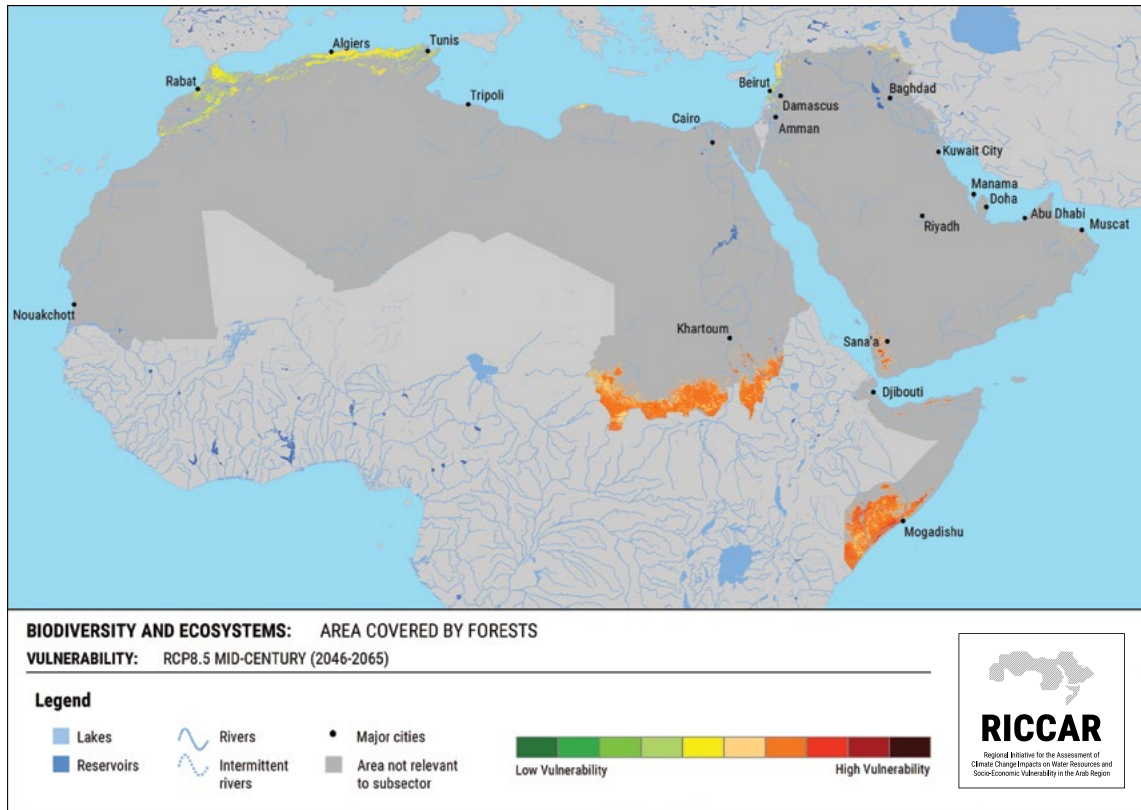 Algiers
Tunis
Rabat
Tripoli
Beirut
Damascus
Baghdad
Cairo
Amman
Kuwait City
Manama
Doha
Abu Dhabi
Muscat
Riyadh
Nouakchott
Khartoum
Sana'a
Djibouti
Mogadishu
BIODIVERSITY AND ECOSYSTEMS: AREA COVERED BY FORESTS
VULNERABILITY: RCP8.5 MID-CENTURY (2046-2065)
Legend
Lakes
Reservoirs
Rivers
Intermittent
rivers
Major cities
Area not relevant
to subsector
Low Vulnerability
High Vulnerability
RICCAR
Regional Initiative for the Assessment of
Climate Change Impacts on Water Resources and
Socio-Economic Vulnerability in the Arab Region